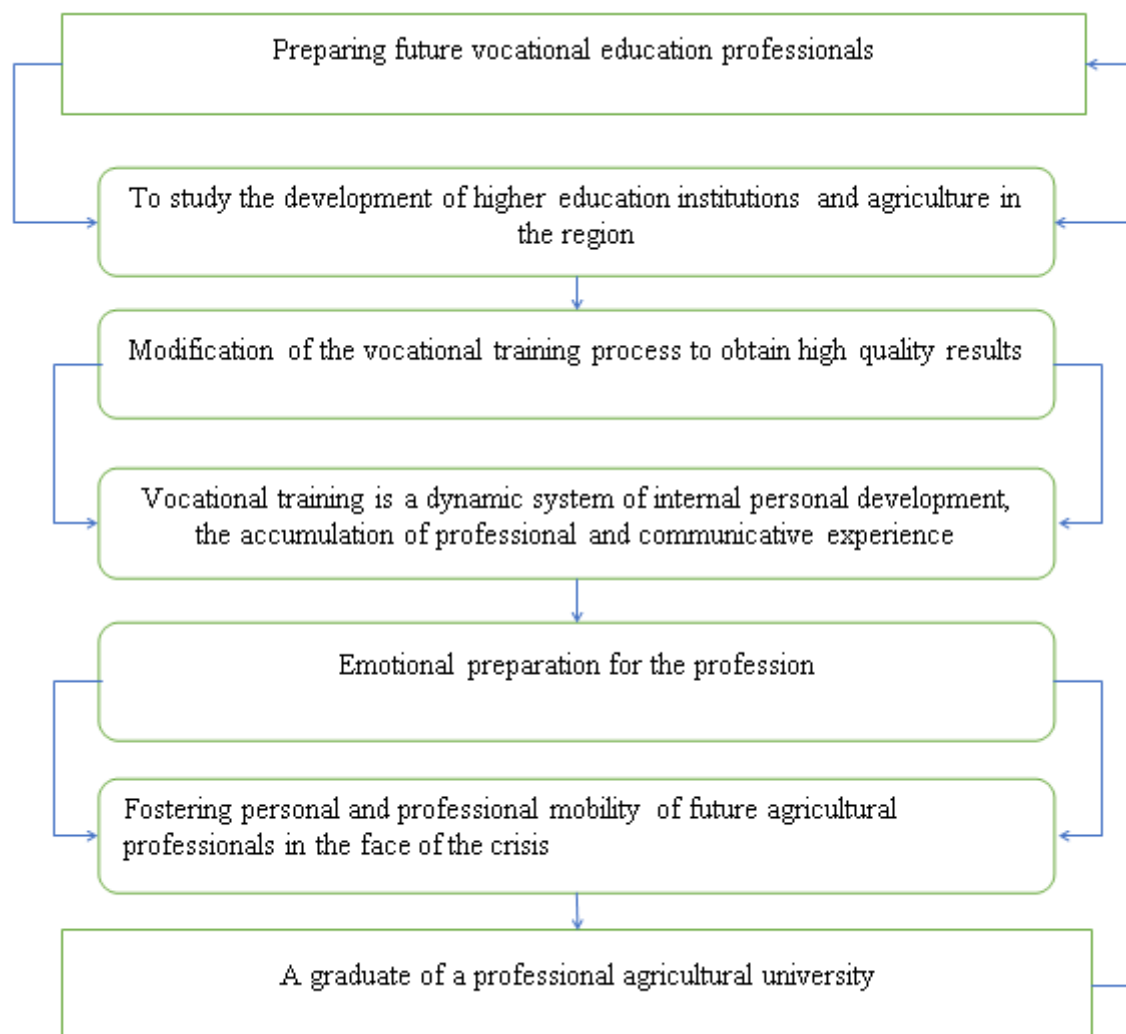 Preparing future vocational education professionals
To study the development of higher education institutions and agriculture in
the region
Modification of the vocational training process to obtain high quality results
Vocational training is a dynamic system of internal personal development,
the accumulation of professional and communicative experience
Emotional preparation for the profession
Fostering personal and professional mobility of future agricultural
professionals in the face of the crisis
A graduate of a professional agricultural university